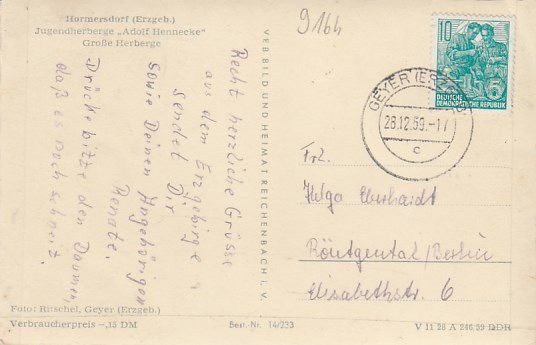 Hormersdorf (Erzgeb.)
Jugendherberge „Adolf Hennecke"
Große Herberge
Recht herzliche Grüsse
aus dem Erzgebirge
sendet Dir
sowie Deinen Angehörigen
Renate.
Drücke bitte den Daumen,
daß es noch schneit.
Foto: Ritschel, Geyer (Erzgeb.)
Verbraucherpreis –,15 DM
VEB BILD UND HEIMAT REICHENBACH I. V.
Best.-Nr. 14/233
9164
10
DEUTSCHE
DEMOKRATISCHE REPUBLIK
GEYER (ERZGEB)
28.12.59.-17
c
Frl.
Helga Eberhardt
Röntgental/Berlin
Elisabethstr. 6
V 11 28 A 246/59 DDR